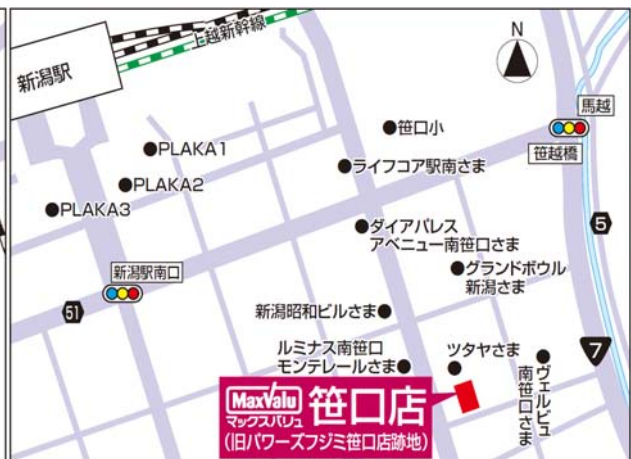 上越新幹線
新潟駅
N
馬越
笹口小
笹越橋
PLAKA1
ライフコア駅南さま
PLAKA2
PLAKA3
ダイアパレス
アベニュー南笹口さま
5
グランドボウル
新潟さま
新潟駅南口
51
新潟昭和ビルさま
ルミナス南笹口
モンテレールさま
ツタヤさま
7
ヴェルビュ
南笹口さま
MaxValu
マックスバリュ
笹口店
(旧パワーズフジミ笹口店跡地)